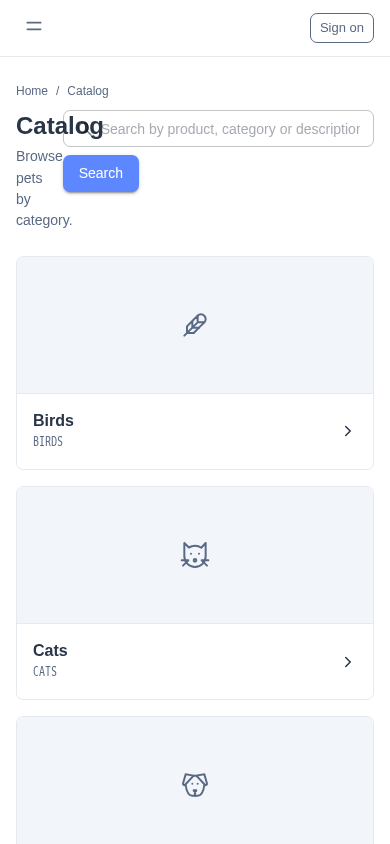 Sign on
Home / Catalog
Catalog
Search by product, category or description
Browse
pets
by
category.
Search
Birds
BIRDS
Cats
CATS